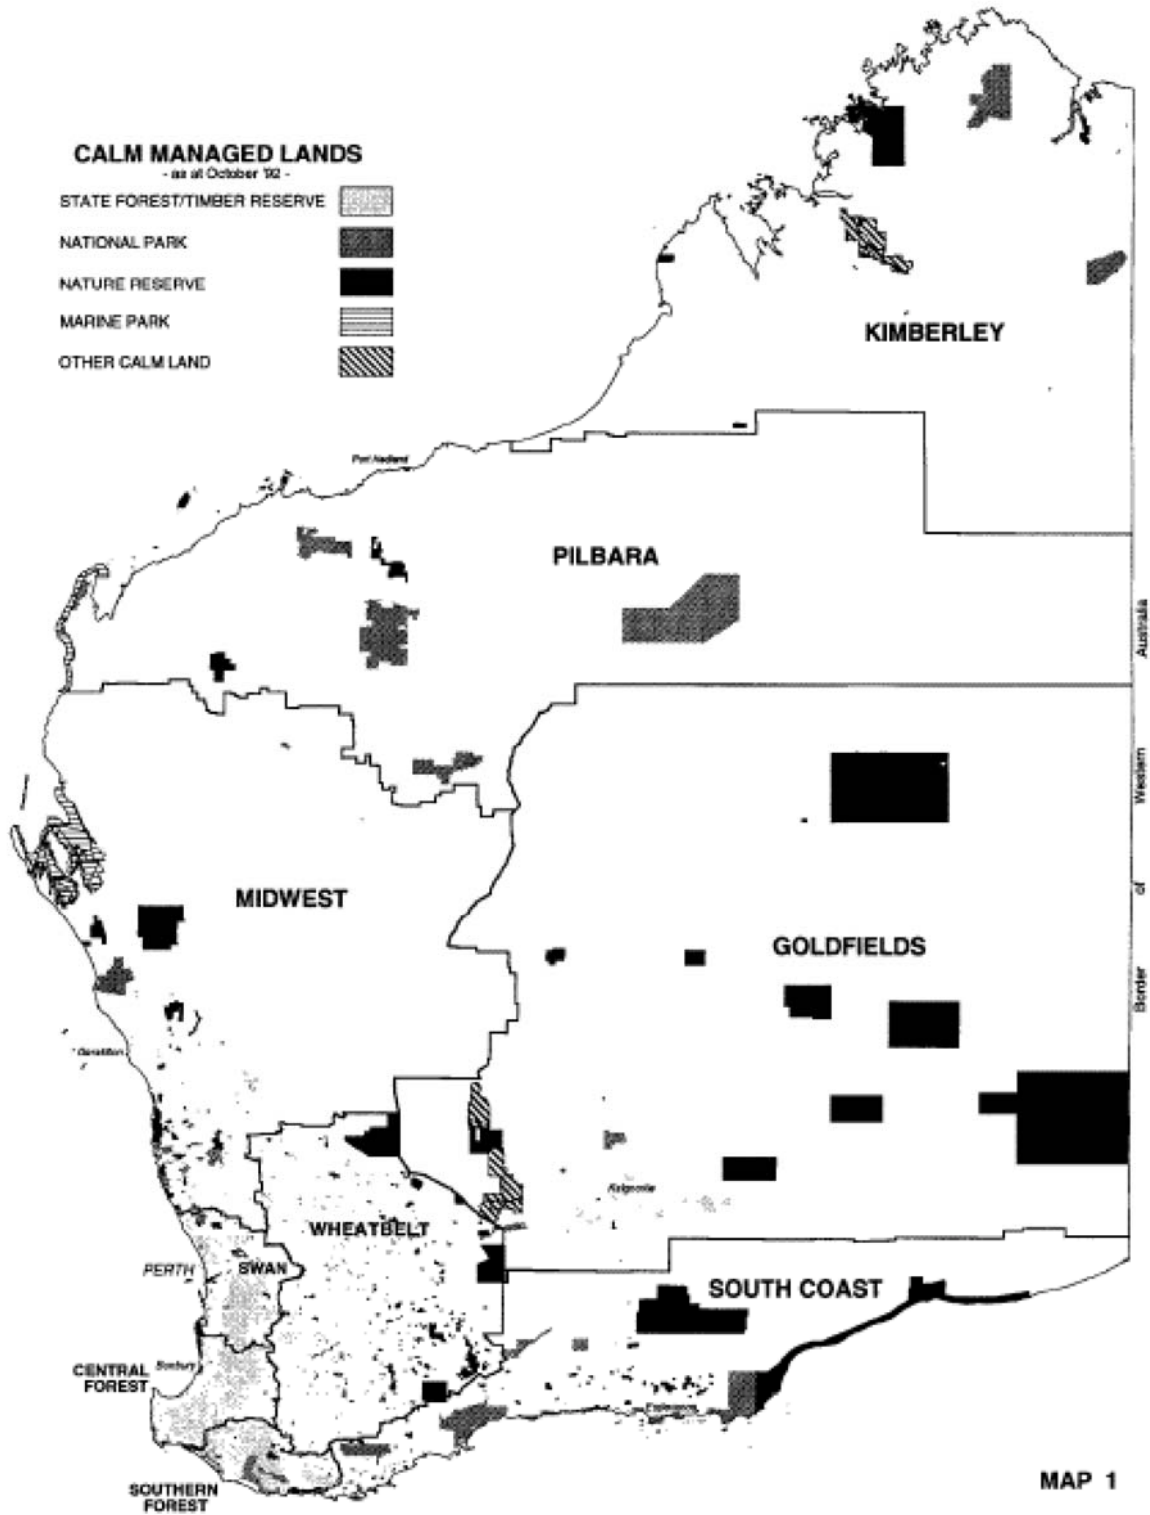 CALM MANAGED LANDS
- as at October '92 -
STATE FOREST/TIMBER RESERVE
NATIONAL PARK
NATURE RESERVE
MARINE PARK
OTHER CALM LAND
KIMBERLEY
Port Hedland
PILBARA
Australia
Western
of
Border
MIDWEST
GOLDFIELDS
Geraldton
Kalgoorlie
WHEATBELT
PERTH
SWAN
SOUTH COAST
CENTRAL
FOREST
Bunbury
Esperance
SOUTHERN
FOREST
MAP 1